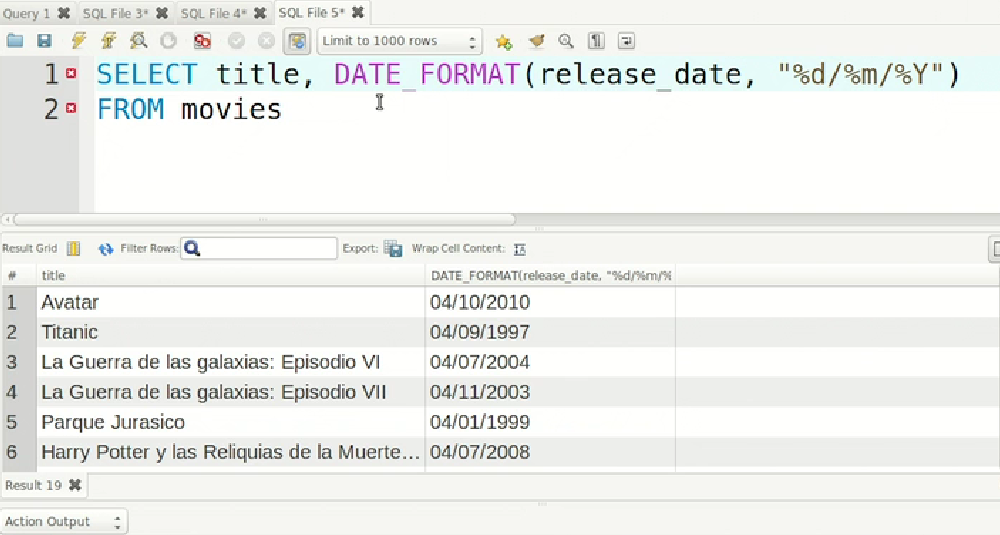 Query 1 SQL File 3* SQL File 4* SQL File 5*
Limit to 1000 rows
1 SELECT title, DATE_FORMAT(release_date, "%d/%m/%Y")
2 FROM movies
Result Grid Filter Rows: Export: Wrap Cell Content:
# title DATE_FORMAT(release_date, "%d/%m/%
1 Avatar 04/10/2010
2 Titanic 04/09/1997
3 La Guerra de las galaxias: Episodio VI 04/07/2004
4 La Guerra de las galaxias: Episodio VII 04/11/2003
5 Parque Jurasico 04/01/1999
6 Harry Potter y las Reliquias de la Muerte... 04/07/2008
Result 19
Action Output